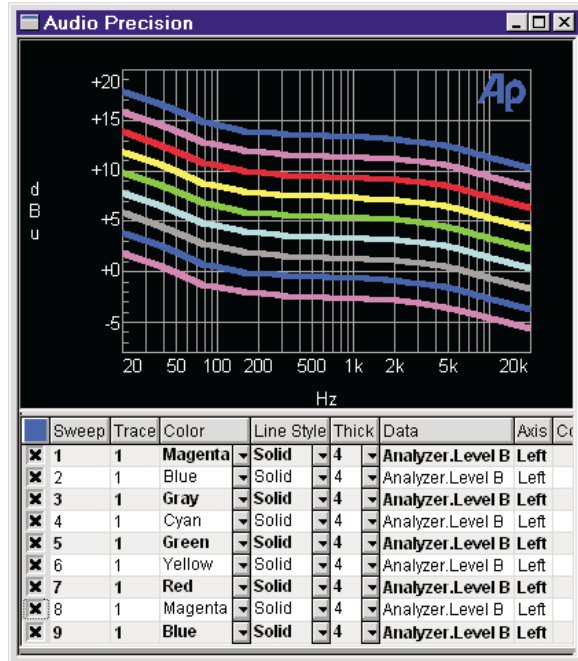 Audio Precision
Ap
+20
+15
+10
+5
+0
-5
d
B
u
20 50 100 200 500 1k 2k 5k 20k
Hz
Sweep Trace Color Line Style Thick Data Axis
1 1 Magenta Solid 4 Analyzer.Level B Left
2 1 Blue Solid 4 Analyzer.Level B Left
3 1 Gray Solid 4 Analyzer.Level B Left
4 1 Cyan Solid 4 Analyzer.Level B Left
5 1 Green Solid 4 Analyzer.Level B Left
6 1 Yellow Solid 4 Analyzer.Level B Left
7 1 Red Solid 4 Analyzer.Level B Left
8 1 Magenta Solid 4 Analyzer.Level B Left
9 1 Blue Solid 4 Analyzer.Level B Left